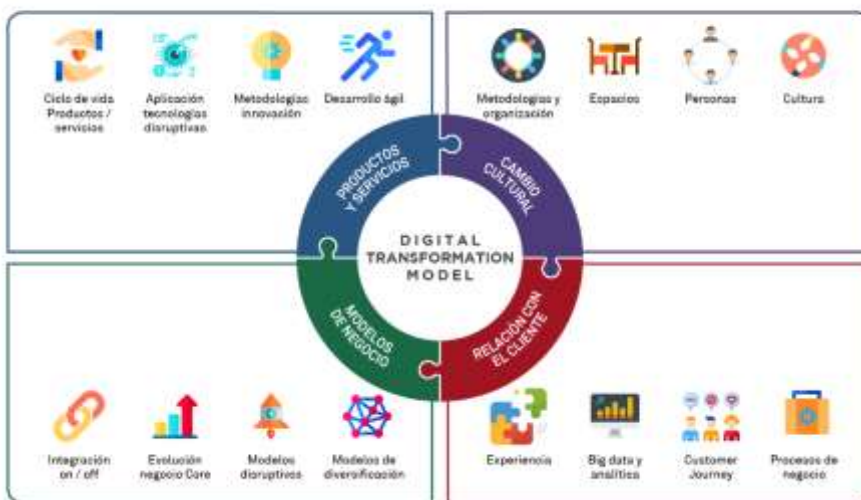 Ciclo de vida
Productos /
servicios
Aplicación
tecnologías
disruptivas
Metodologías
innovación
Desarrollo ágil
Metodologías y
organización
Espacios
Personas
Cultura
PRODUCTOS
Y SERVICIOS
CAMBIO
CULTURAL
DIGITAL
TRANSFORMATION
MODEL
MODELOS
DE NEGOCIO
RELACIÓN CON
EL CLIENTE
Integración
on / off
Evolución
negocio Core
Modelos
disruptivos
Modelos de
diversificación
Experiencia
Big data y
analítica
Customer
Journey
Procesos de
negocio